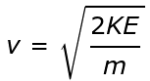 v = √(2KE/m)